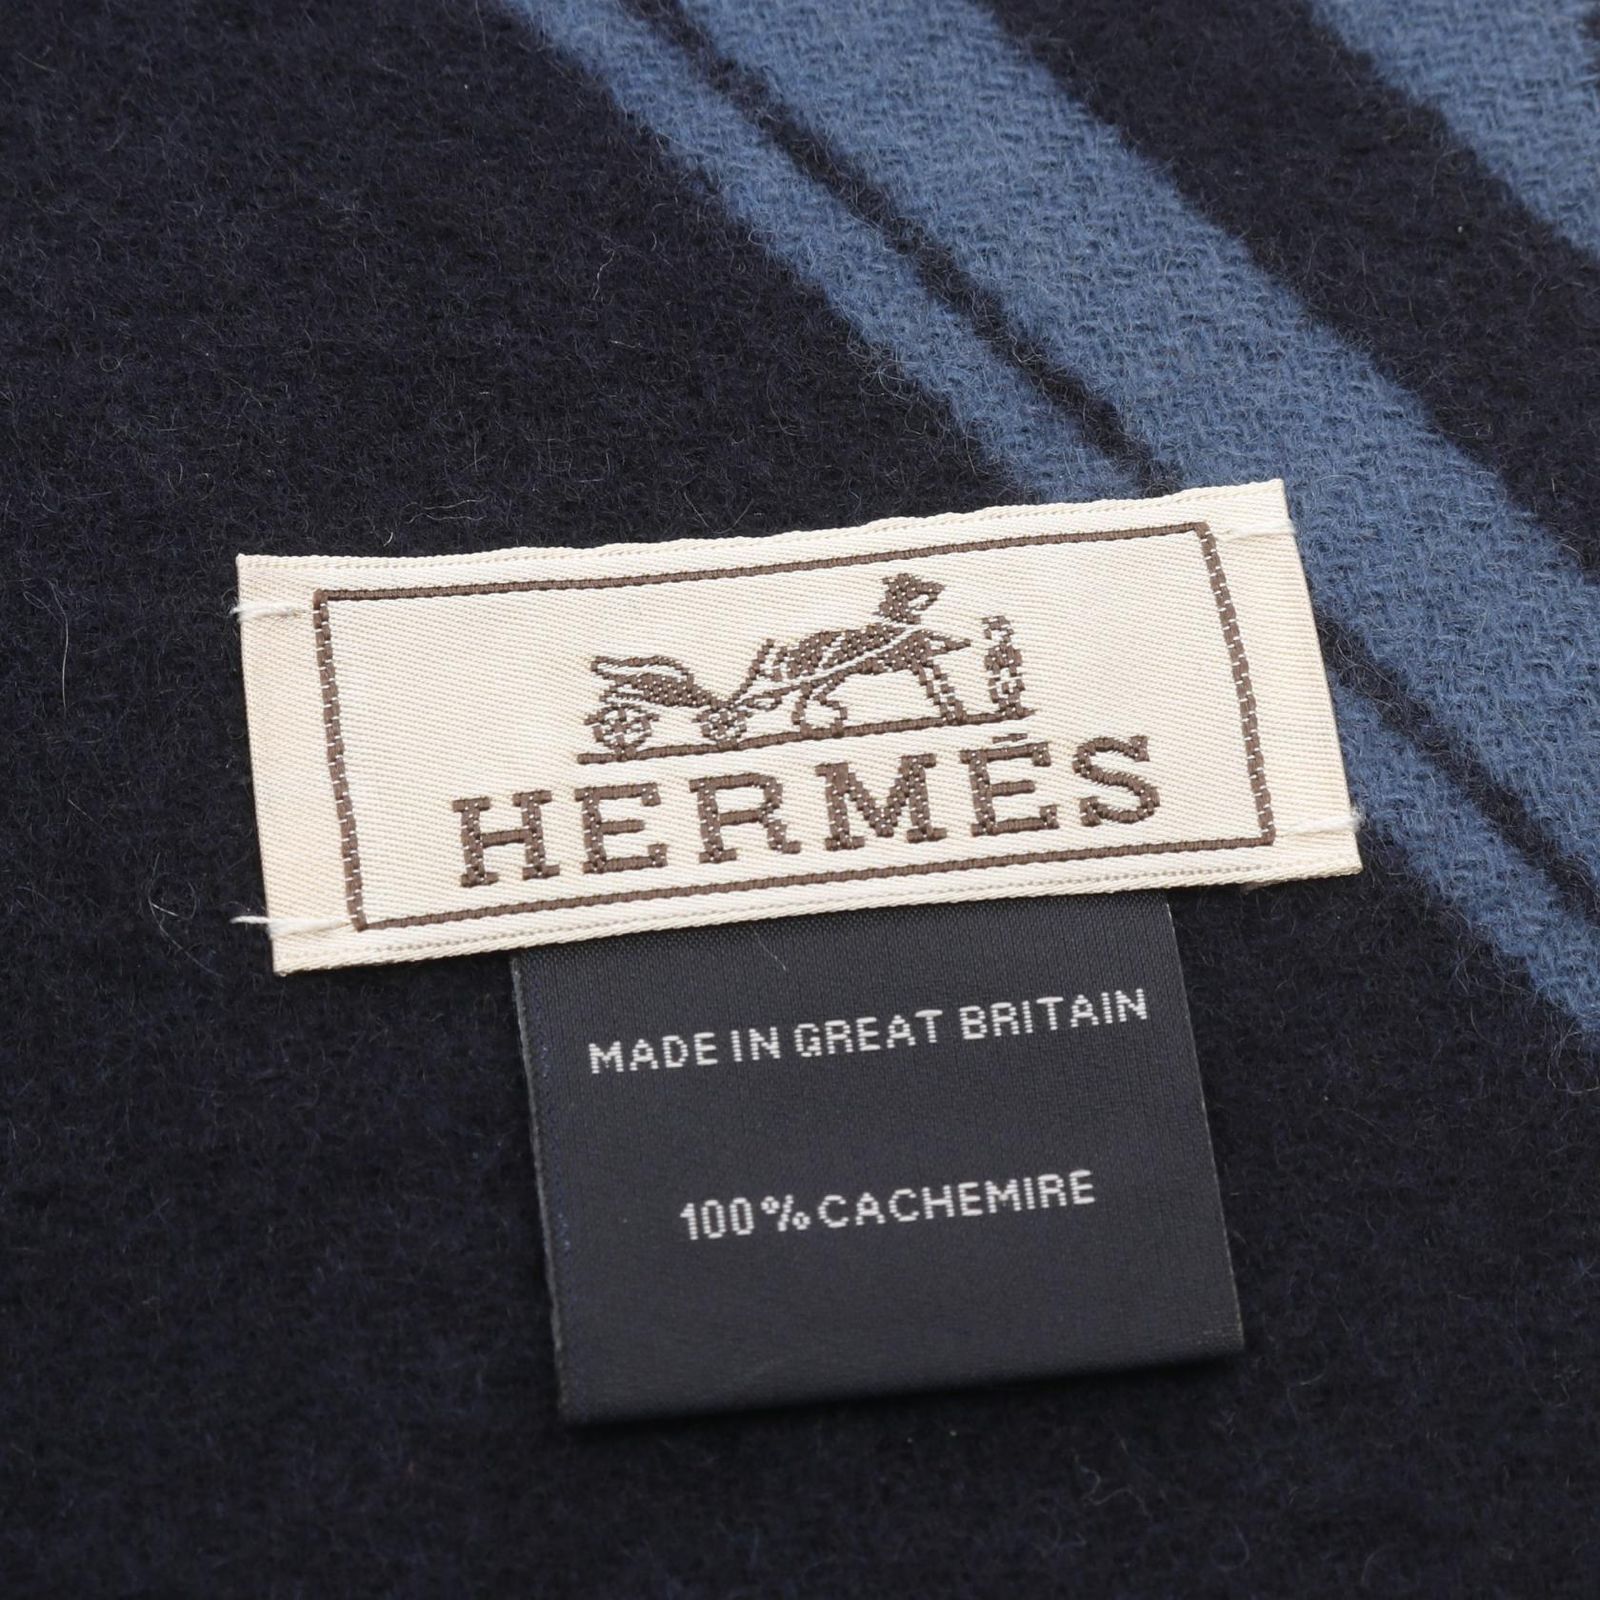 HERMÈS
MADE IN GREAT BRITAIN
100% CACHEMIRE